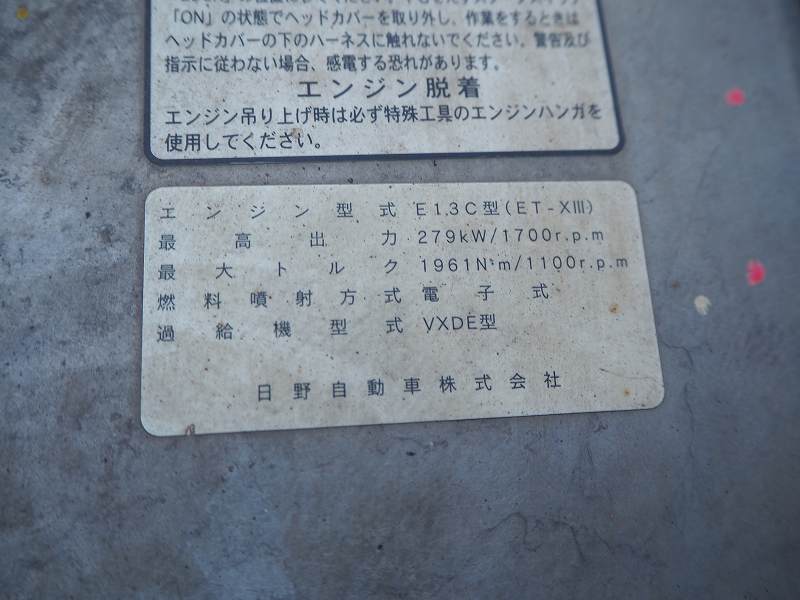 「ON」の状態でヘッドカバーを取り外し、作業をするときは
ヘッドカバーの下のハーネスに触れないでください。警告及び
指示に従わない場合、感電する恐れがあります。
エンジン脱着
エンジン吊り上げ時は必ず特殊工具のエンジンハンガを
使用してください。
エンジン型式 E13C型(ET-XIII)
最高出力 279kW/1700r.p.m
最大トルク 1961N·m/1100r.p.m
燃料噴射方式 電子式
過給機型式 VXDE型
日野自動車株式会社